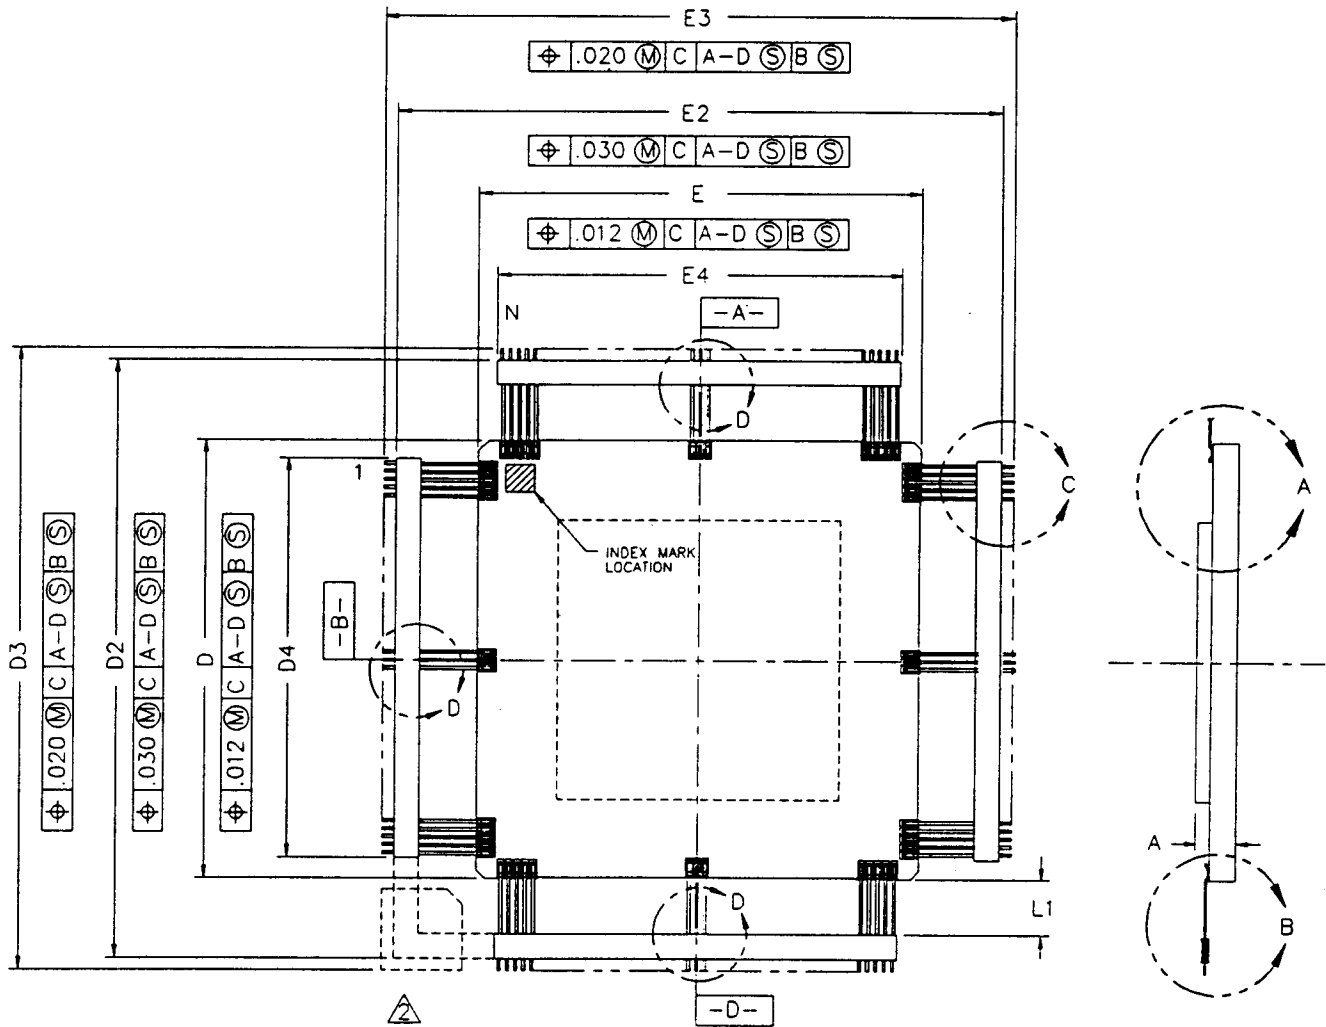 E3
⌖ .020 Ⓜ C A-D Ⓢ B Ⓢ
E2
⌖ .030 Ⓜ C A-D Ⓢ B Ⓢ
E
⌖ .012 Ⓜ C A-D Ⓢ B Ⓢ
E4
N
-A-
D
1
C
A
INDEX MARK
LOCATION
-B-
D3
⌖ .020 Ⓜ C A-D Ⓢ B Ⓢ
D2
⌖ .030 Ⓜ C A-D Ⓢ B Ⓢ
D
⌖ .012 Ⓜ C A-D Ⓢ B Ⓢ
D4
D
A
D
L1
B
2
-D-